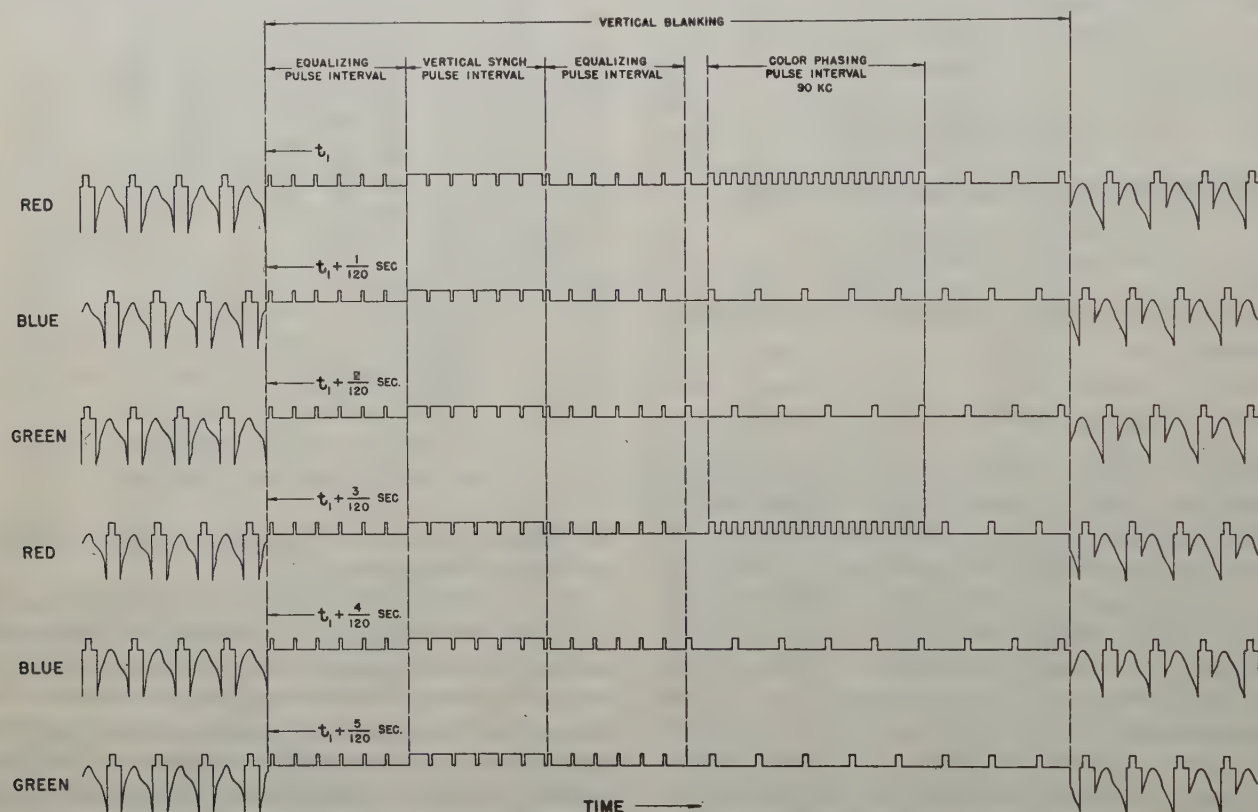 VERTICAL BLANKING
EQUALIZING
PULSE INTERVAL
VERTICAL SYNCH
PULSE INTERVAL
EQUALIZING
PULSE INTERVAL
COLOR PHASING
PULSE INTERVAL
90 KC
t₁
RED
t₁ + 1/120 SEC
BLUE
t₁ + 2/120 SEC.
GREEN
t₁ + 3/120 SEC
RED
t₁ + 4/120 SEC.
BLUE
t₁ + 5/120 SEC.
GREEN
TIME